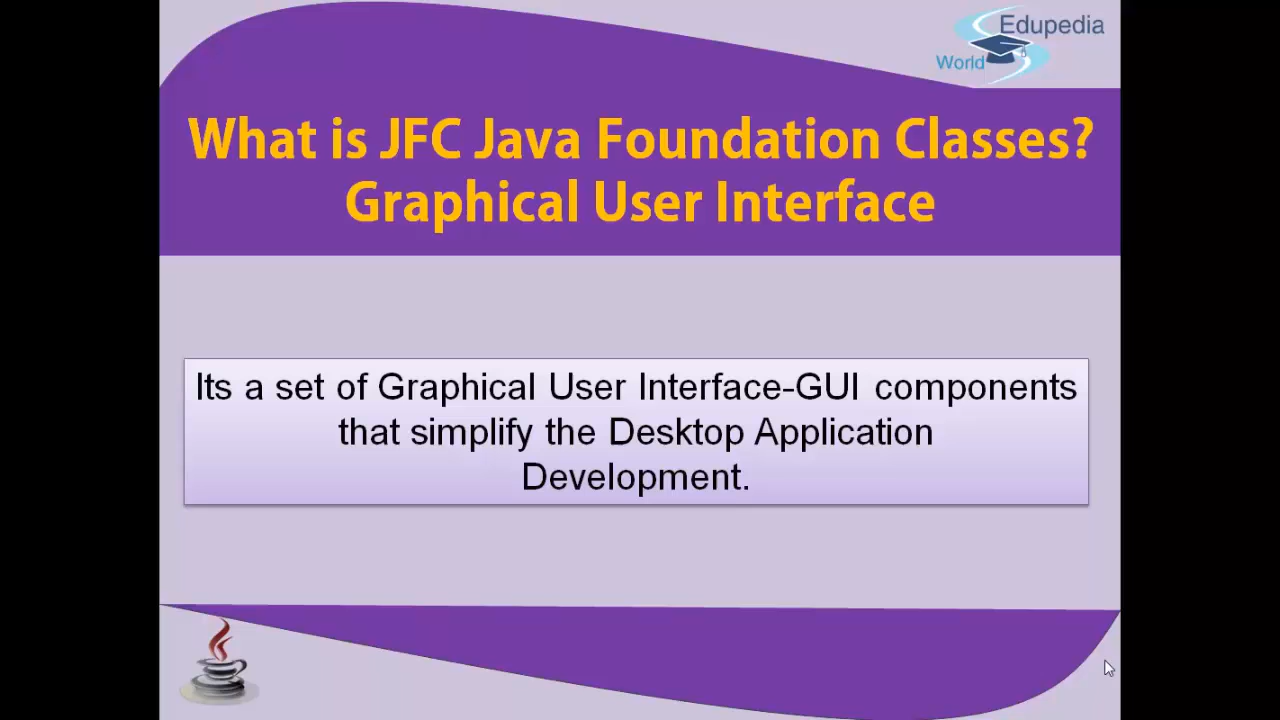 Edupedia
World
What is JFC Java Foundation Classes?
Graphical User Interface
Its a set of Graphical User Interface-GUI components
that simplify the Desktop Application
Development.